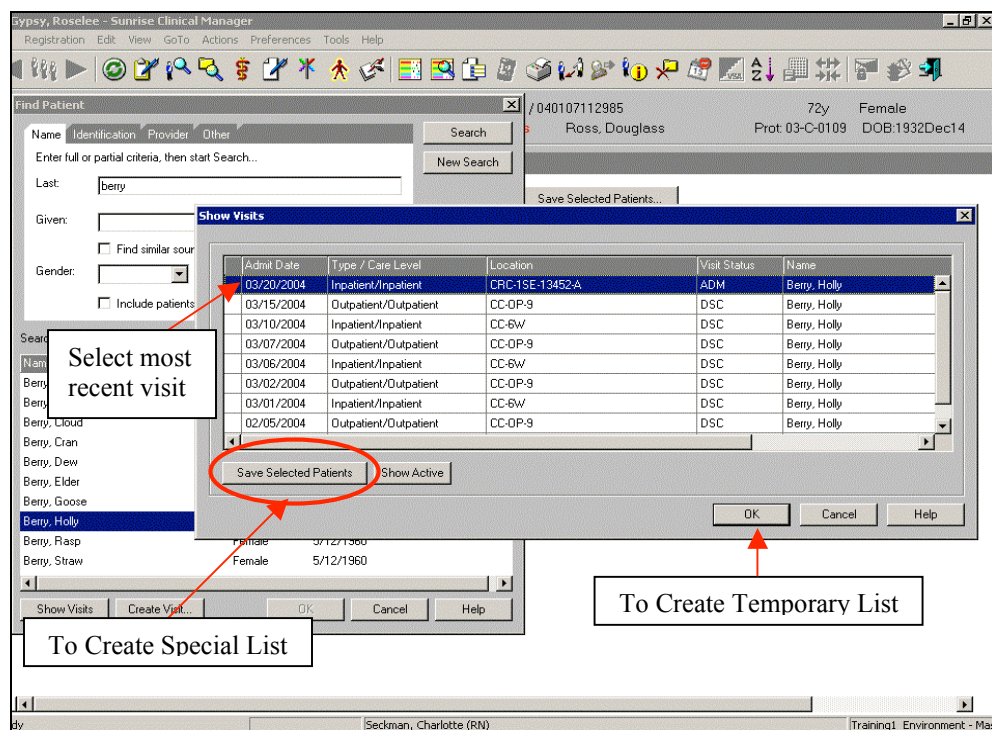 Gypsy, Roselee - Sunrise Clinical Manager
Registration Edit View GoTo Actions Preferences Tools Help
VISA
A
Z
Find Patient
/ 040107112985 72y Female
s Ross, Douglass Prot: 03-C-0109 DOB:1932Dec14
Name Identification Provider Other
Search
Enter full or partial criteria, then start Search...
New Search
Last: berry
Save Selected Patients...
Given:
Show Visits
Find similar sour
Gender:
Include patients
Admit Date Type / Care Level Location Visit Status Name
03/20/2004 Inpatient/Inpatient CRC-1SE-13452-A ADM Berry, Holly
03/15/2004 Outpatient/Outpatient CC-OP-9 DSC Berry, Holly
03/10/2004 Inpatient/Inpatient CC-6W DSC Berry, Holly
03/07/2004 Outpatient/Outpatient CC-OP-9 DSC Berry, Holly
03/06/2004 Inpatient/Inpatient CC-6W DSC Berry, Holly
03/02/2004 Outpatient/Outpatient CC-OP-9 DSC Berry, Holly
03/01/2004 Inpatient/Inpatient CC-6W DSC Berry, Holly
02/05/2004 Outpatient/Outpatient CC-OP-9 DSC Berry, Holly
Select most
recent visit
Save Selected Patients Show Active
OK Cancel Help
Sear
Nam
Berry
Berry
Berry, Cloud
Berry, Cran
Berry, Dew
Berry, Elder
Berry, Goose
Berry, Holly
Berry, Rasp Female 5/12/1960
Berry, Straw Female 5/12/1960
Show Visits Create Visit... OK Cancel Help
To Create Temporary List
To Create Special List
dy Seckman, Charlotte (RN) Training1 Environment - Mas